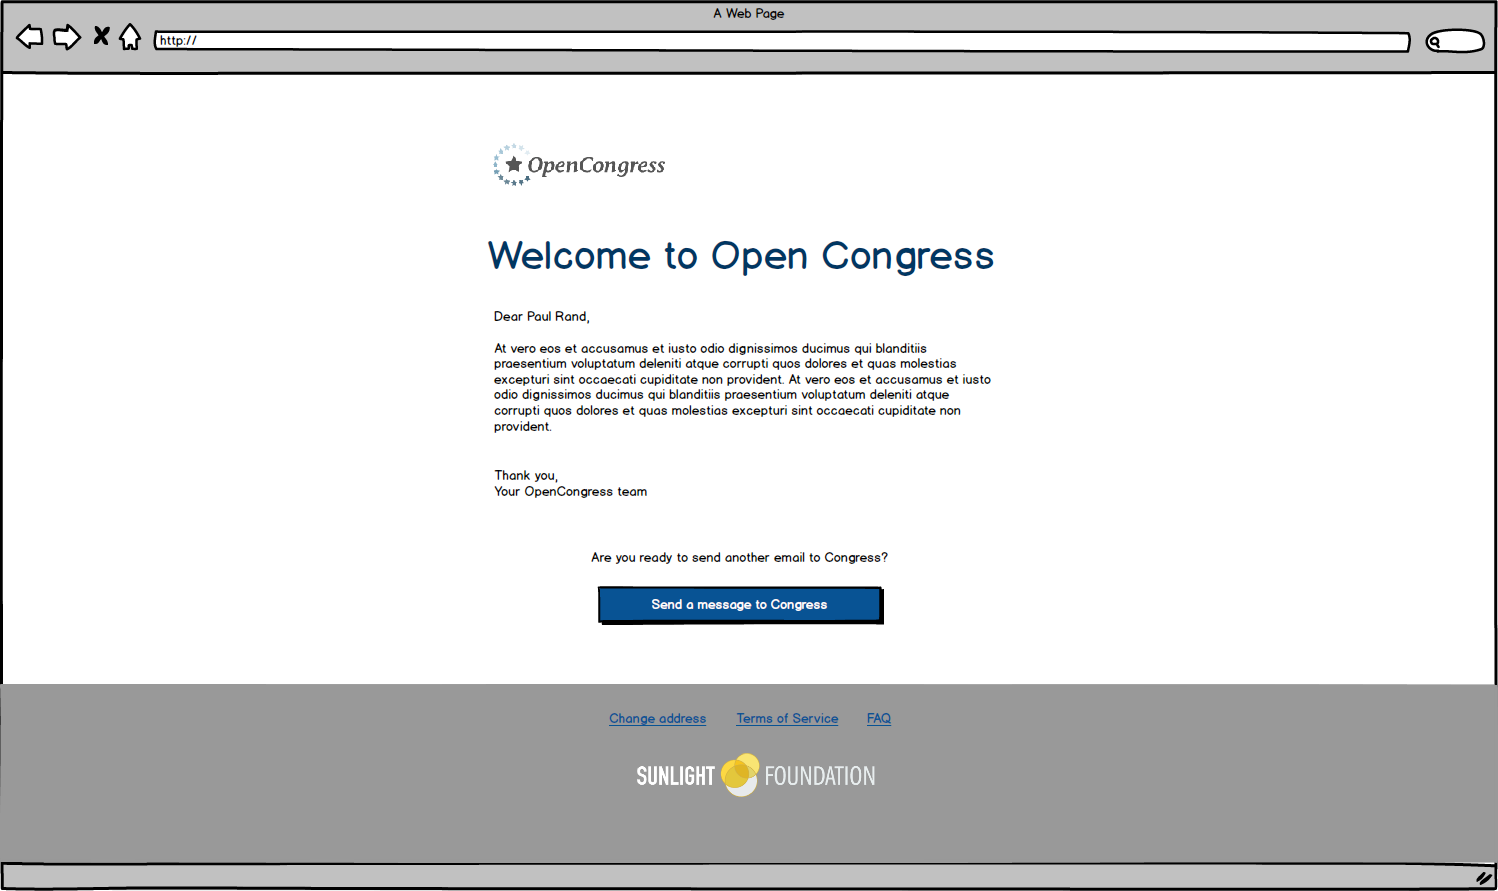 A Web Page
http://
OpenCongress
Welcome to Open Congress
Dear Paul Rand,
At vero eos et accusamus et iusto odio dignissimos ducimus qui blanditiis
praesentium voluptatum deleniti atque corrupti quos dolores et quas molestias
excepturi sint occaecati cupiditate non provident. At vero eos et accusamus et iusto
odio dignissimos ducimus qui blanditiis praesentium voluptatum deleniti atque
corrupti quos dolores et quas molestias excepturi sint occaecati cupiditate non
provident.
Thank you,
Your OpenCongress team
Are you ready to send another email to Congress?
Send a message to Congress
Change address Terms of Service FAQ
SUNLIGHT FOUNDATION